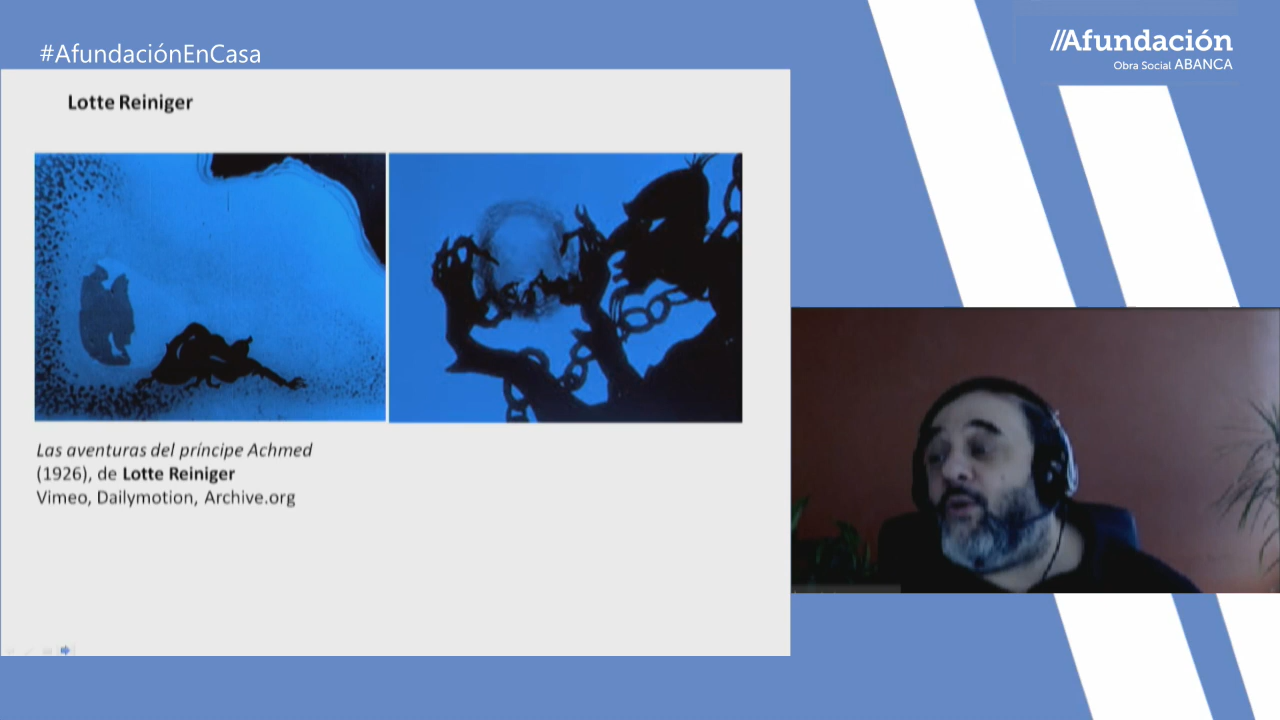 #AfundaciónEnCasa
//Afundación
Obra Social ABANCA
Lotte Reiniger
Las aventuras del príncipe Achmed
(1926), de Lotte Reiniger
Vimeo, Dailymotion, Archive.org